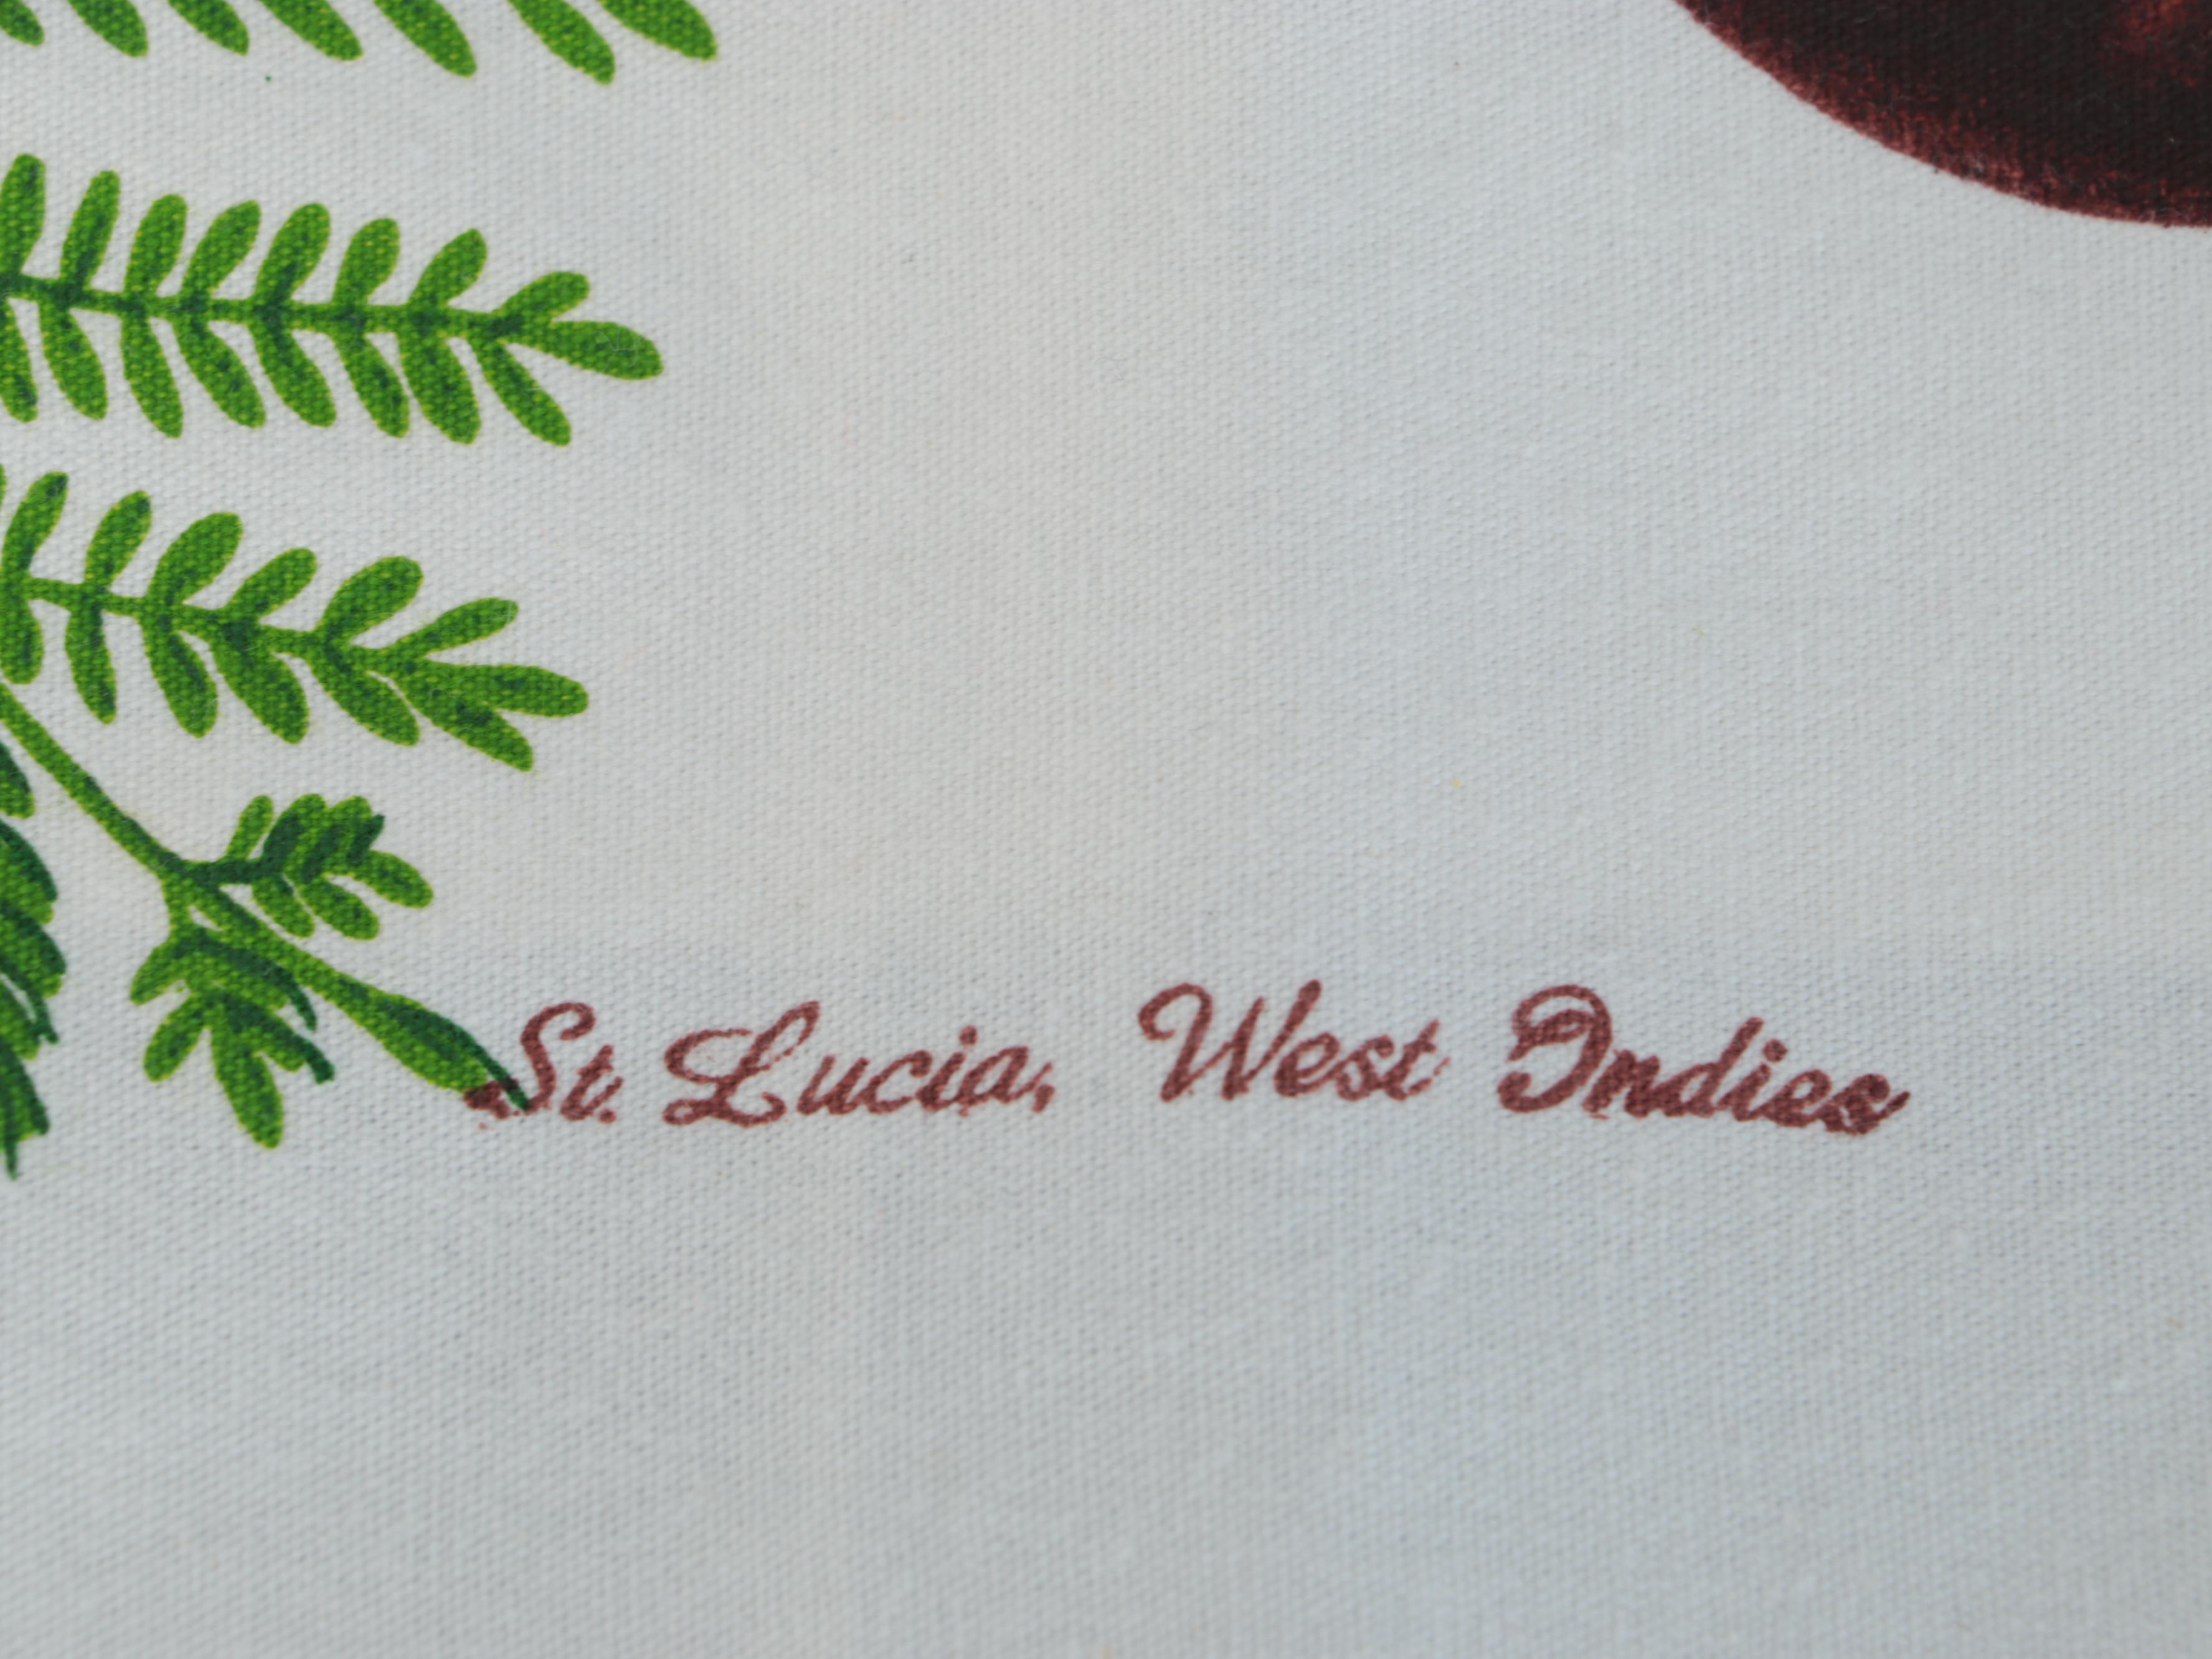 St. Lucia, West Indies